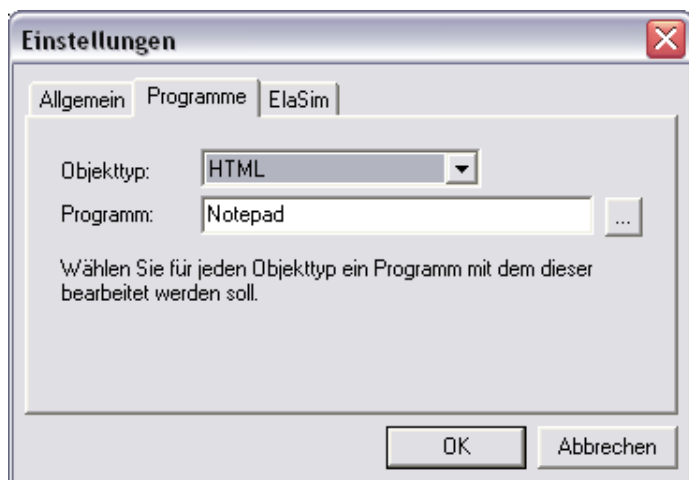 Einstellungen
Allgemein Programme ElaSim
Objekttyp: HTML
Programm: Notepad ...
Wählen Sie für jeden Objekttyp ein Programm mit dem dieser
bearbeitet werden soll.
OK Abbrechen